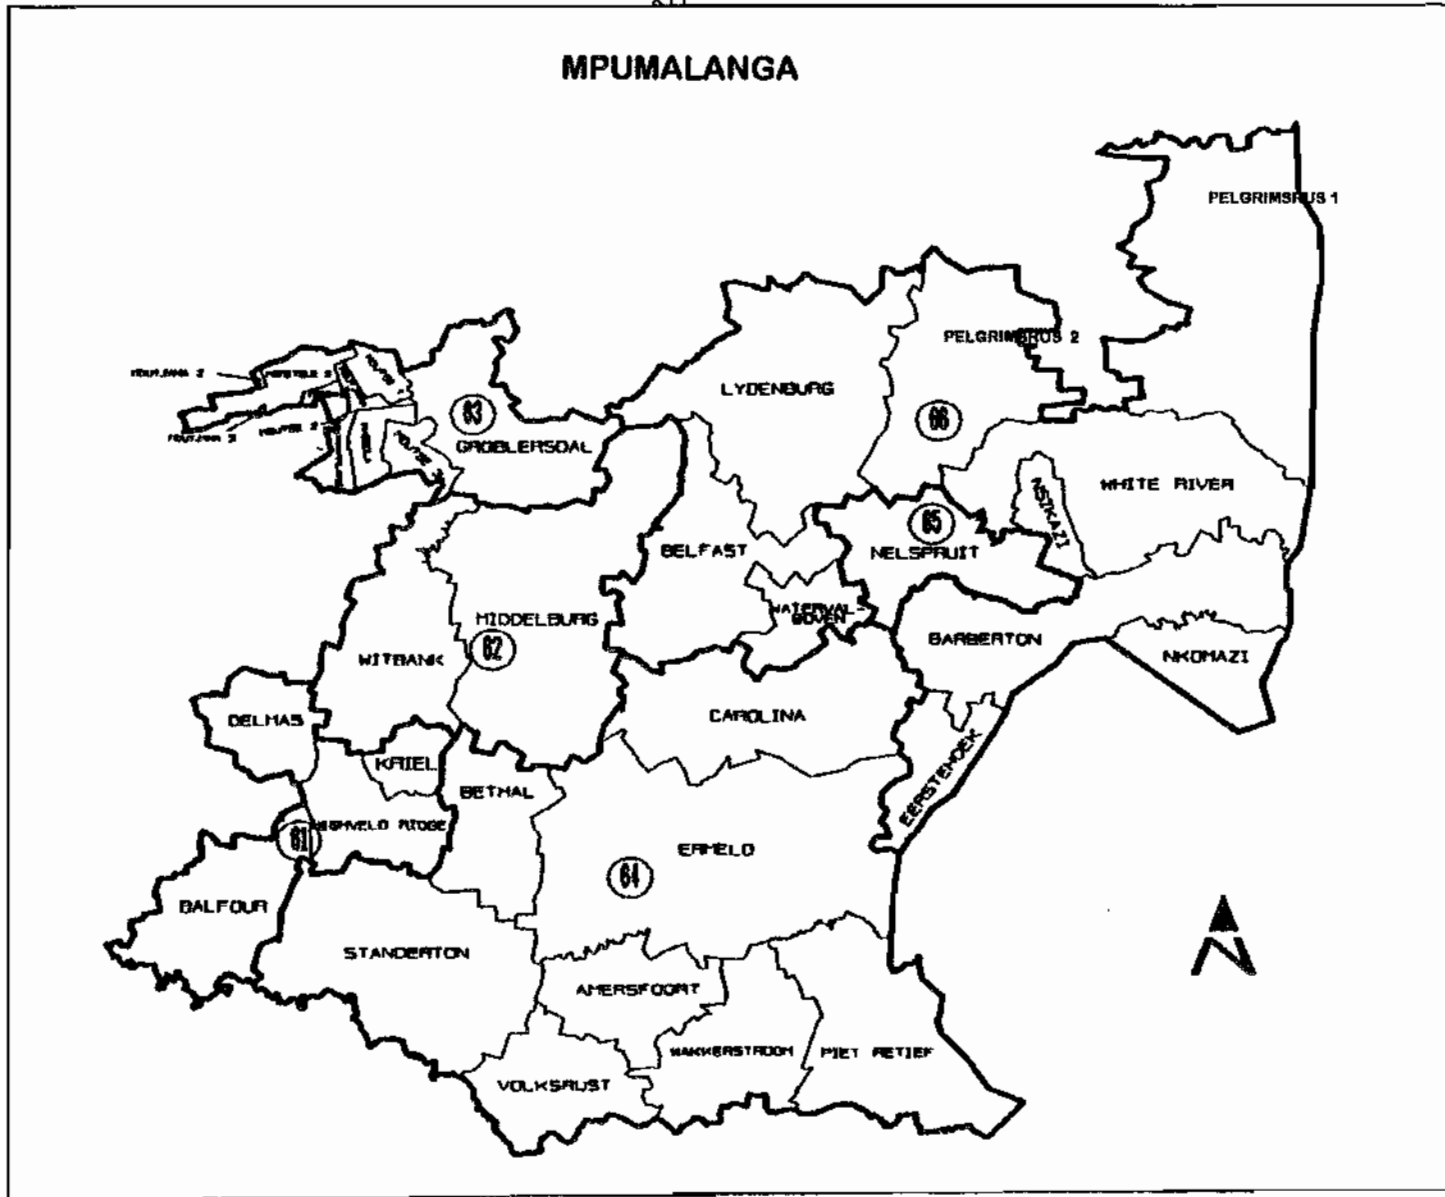 MPUMALANGA
PELGRIMSRUS 1
PELGRIMSRUS 2
LYDENBURG
63
66
GROBLERSDAL
WHITE RIVER
NSIKAZI
65
BELFAST
NELSPRUIT
MIDDELBURG
WATERVAL-
BOVEN
BARBERTON
62
WITBANK
NKOMAZI
DELMAS
CAROLINA
KRIEL
EERSTEHOEK
BETHAL
HIGHVELD RIDGE
61
ERMELO
64
BALFOUR
STANDERTON
AMERSFOORT
WAKKERSTROOM
PIET RETIEF
VOLKSRUST